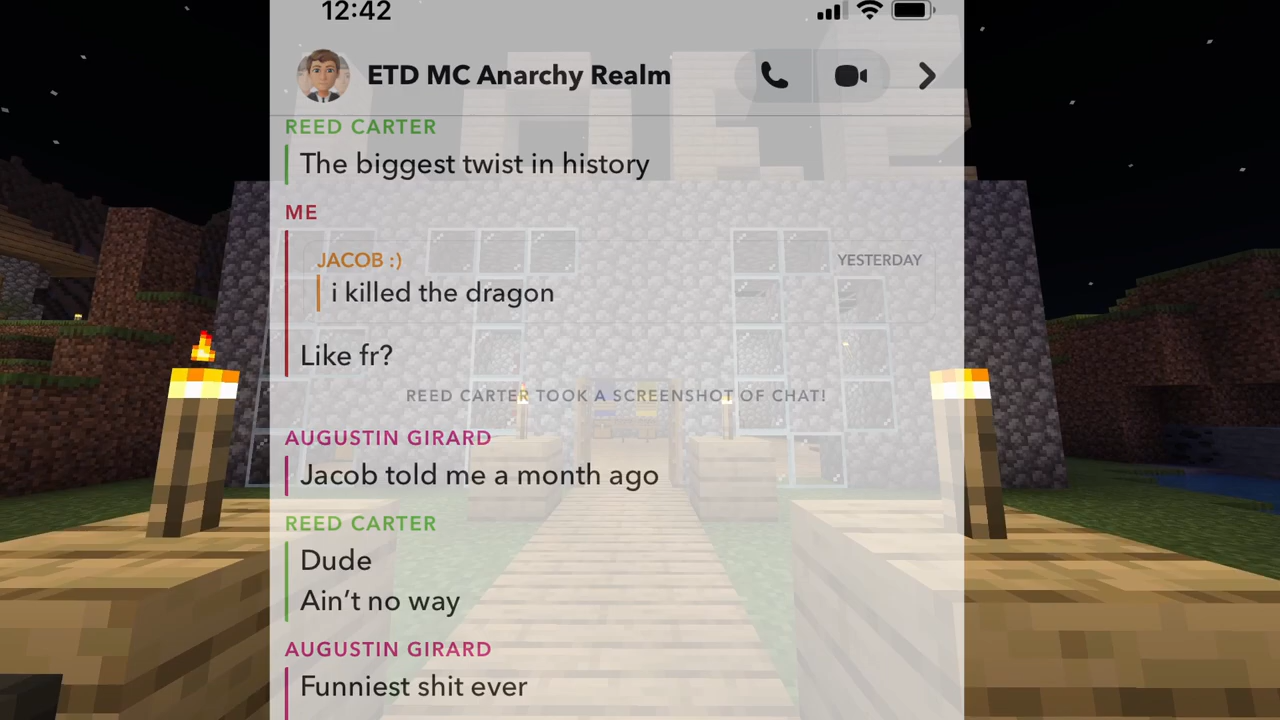 12:42
ETD MC Anarchy Realm
REED CARTER
The biggest twist in history
ME
JACOB :)
YESTERDAY
i killed the dragon
Like fr?
REED CARTER TOOK A SCREENSHOT OF CHAT!
AUGUSTIN GIRARD
Jacob told me a month ago
REED CARTER
Dude
Ain’t no way
AUGUSTIN GIRARD
Funniest shit ever